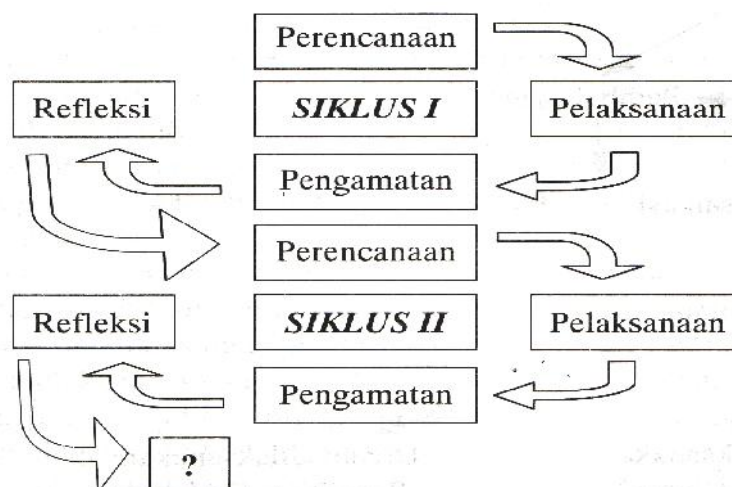 Perencanaan
Refleksi
SIKLUS I
Pelaksanaan
Pengamatan
Perencanaan
Refleksi
SIKLUS II
Pelaksanaan
Pengamatan
?